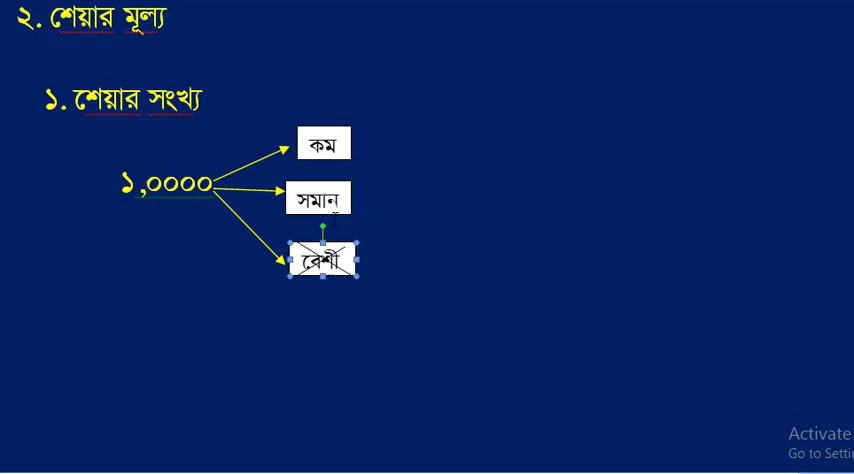 ২. শেয়ার মূল্য
১. শেয়ার সংখ্য
কম
১,০০০০
সমান
বেশী
Activate
Go to Setti